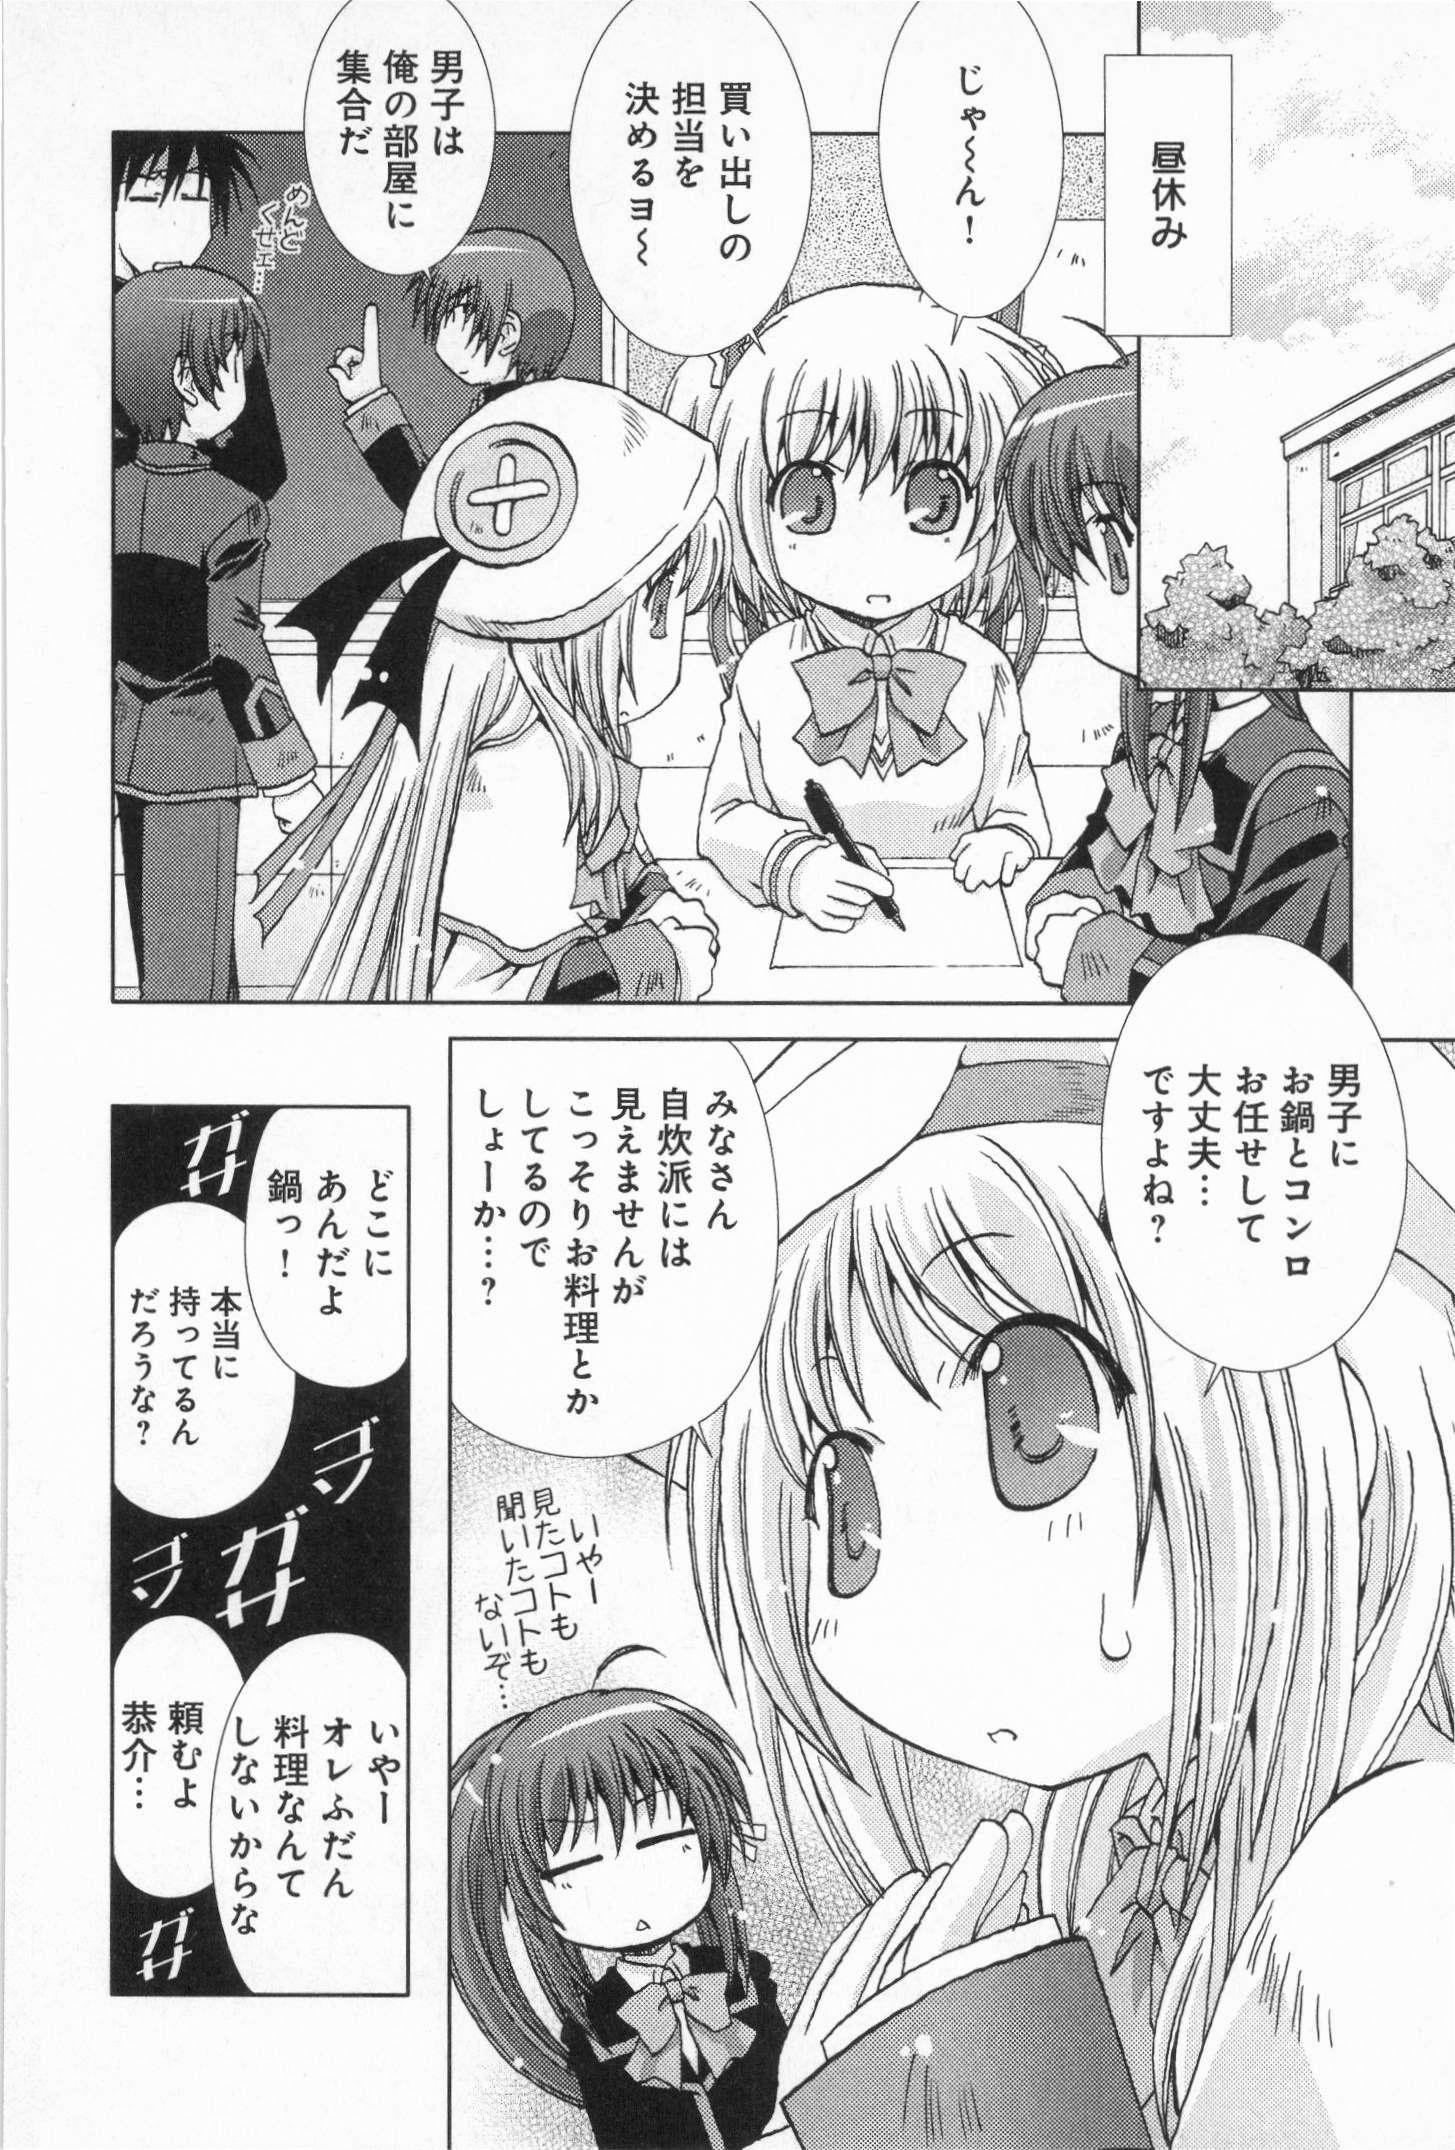 昼休み
じゃ～ん！
買い出しの
担当を
決めるヨ～
男子は
俺の部屋に
集合だ
めんど
くせェ…
男子に
お鍋とコンロ
お任せして
大丈夫…
ですよね？
みなさん
自炊派には
見えませんが
こっそりお料理とか
してるので
しょーか…？
いやー
見たコトも
聞いたコトも
ないぞ…
ガサ
どこに
あんだよ
鍋っ！
本当に
持ってるん
だろうな？
ゴソ
ガサ
ゴソ
いやー
オレふだん
料理なんて
しないからな
頼むよ
恭介…
ガサ